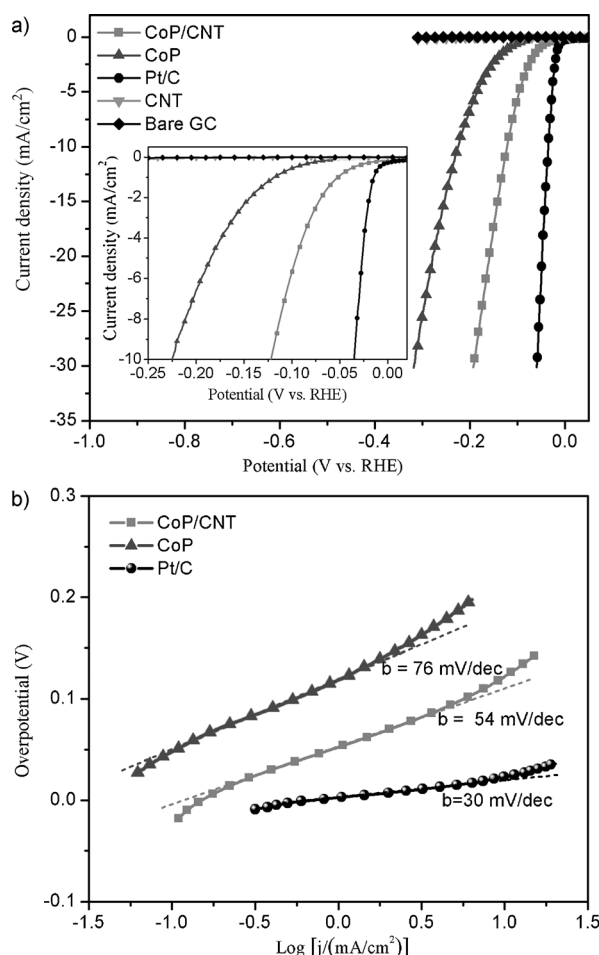 a)
CoP/CNT
CoP
Pt/C
CNT
Bare GC
Current density (mA/cm²)
0
-5
-10
-15
-20
-25
-30
-35
-1.0
-0.8
-0.6
-0.4
-0.2
0.0
Potential (V vs. RHE)
Current density (mA/cm²)
0
-2
-4
-6
-8
-10
-0.25
-0.20
-0.15
-0.10
-0.05
0.00
Potential (V vs. RHE)
b)
CoP/CNT
CoP
Pt/C
Overpotential (V)
0.3
0.2
0.1
0.0
-0.1
b = 76 mV/dec
b = 54 mV/dec
b=30 mV/dec
-1.5
-1.0
-0.5
0.0
0.5
1.0
1.5
Log [j/(mA/cm²)]